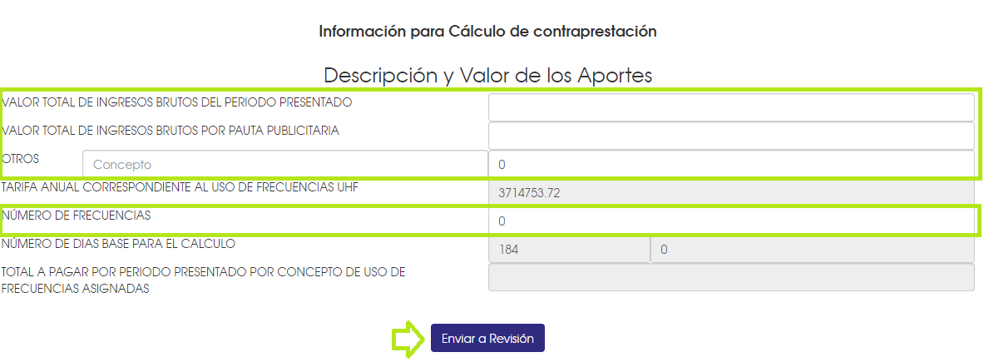 Información para Cálculo de contraprestación
Descripción y Valor de los Aportes
VALOR TOTAL DE INGRESOS BRUTOS DEL PERIODO PRESENTADO
VALOR TOTAL DE INGRESOS BRUTOS POR PAUTA PUBLICITARIA
OTROS Concepto 0
TARIFA ANUAL CORRESPONDIENTE AL USO DE FRECUENCIAS UHF 3714753.72
NÚMERO DE FRECUENCIAS 0
NÚMERO DE DIAS BASE PARA EL CALCULO 184 0
TOTAL A PAGAR POR PERIODO PRESENTADO POR CONCEPTO DE USO DE
FRECUENCIAS ASIGNADAS
Enviar a Revisión